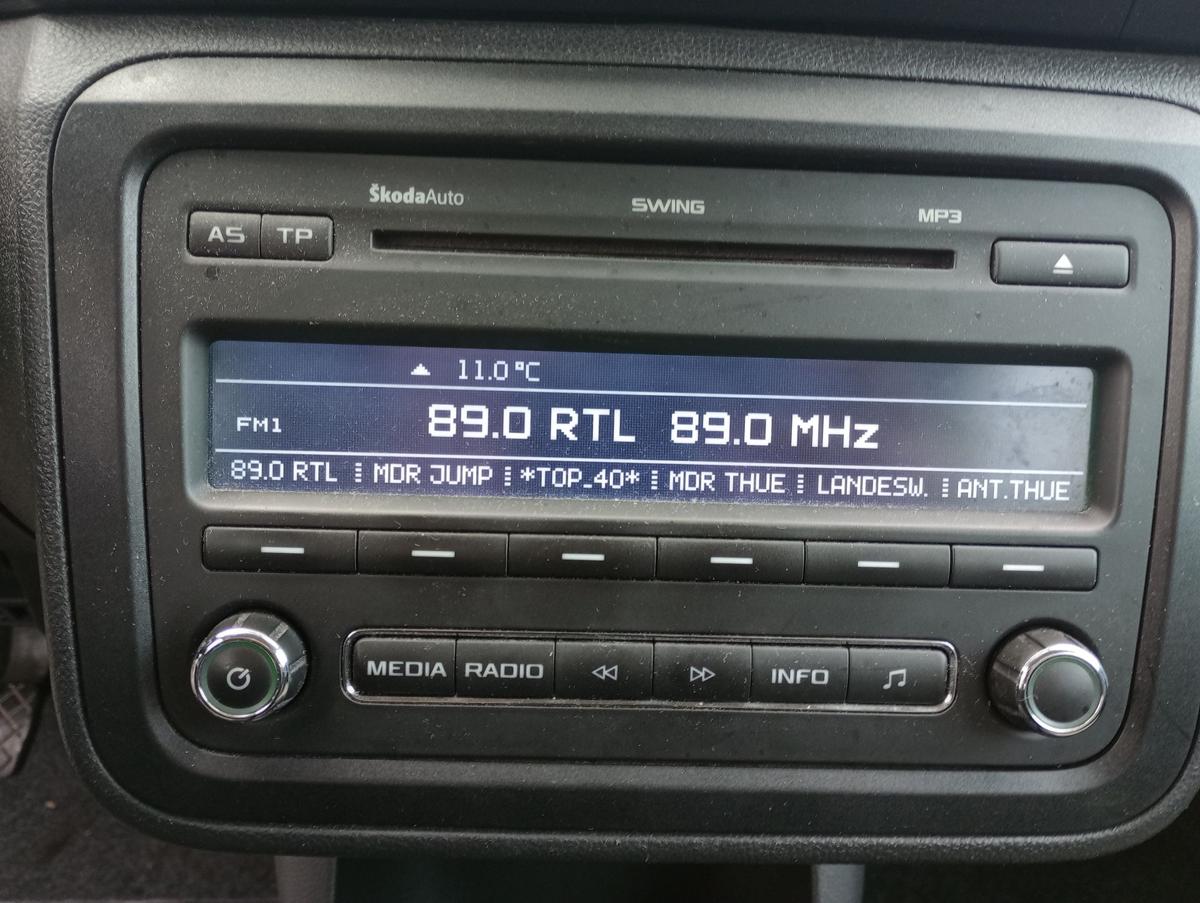 ŠkodaAuto SWING MP3
AS TP
11.0°C
FM1 89.0 RTL 89.0 MHz
89.0 RTL MDR JUMP *TOP_40* MDR THUE LANDESW. ANT.THUE
MEDIA RADIO INFO